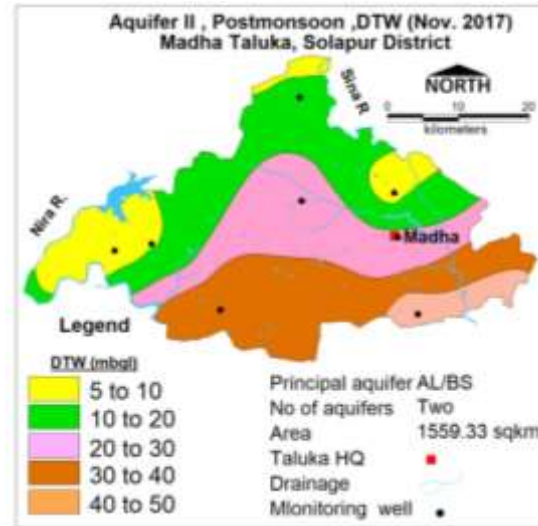 Aquifer II , Postmonsoon ,DTW (Nov. 2017)
Madha Taluka, Solapur District
Sina R.
NORTH
0 10 20
kilometers
Nira R.
Madha
Legend
DTW (mbgl)
5 to 10
10 to 20
20 to 30
30 to 40
40 to 50
Principal aquifer AL/BS
No of aquifers Two
Area 1559.33 sqkm
Taluka HQ
Drainage
Mlonitoring well